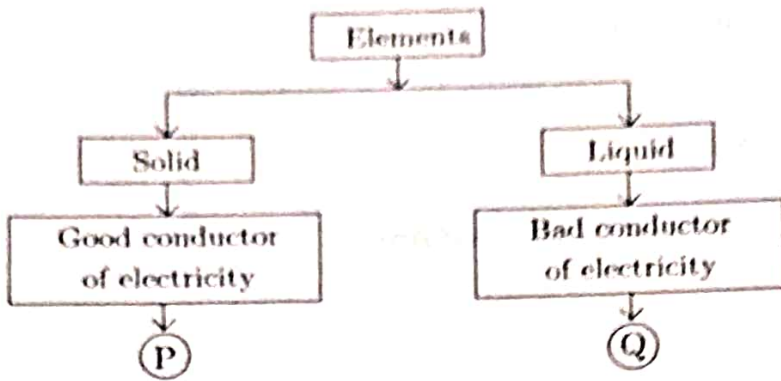 Elements
Solid
Liquid
Good conductor
of electricity
Bad conductor
of electricity
P
Q